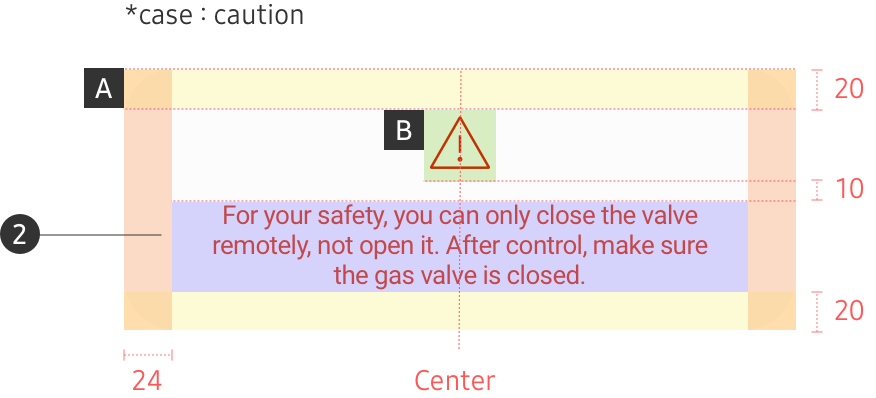 *case : caution
A
20
B
10
For your safety, you can only close the valve
remotely, not open it. After control, make sure
the gas valve is closed.
2
20
24
Center